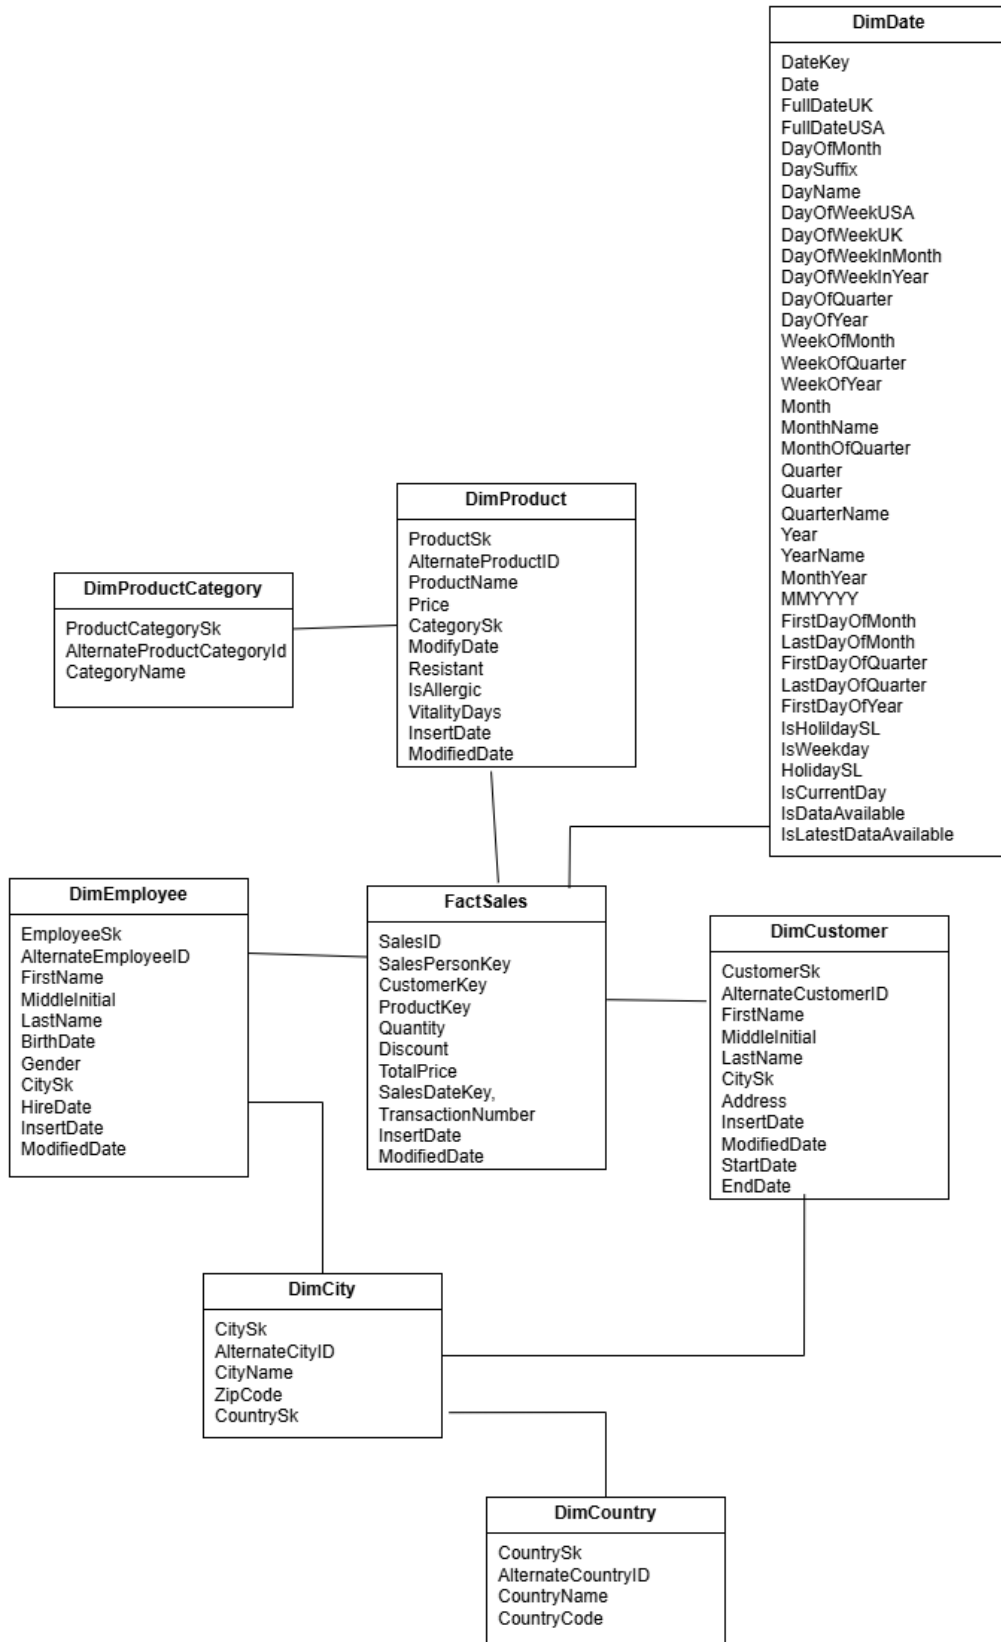 DimDate
DateKey
Date
FullDateUK
FullDateUSA
DayOfMonth
DaySuffix
DayName
DayOfWeekUSA
DayOfWeekUK
DayOfWeekInMonth
DayOfWeekInYear
DayOfQuarter
DayOfYear
WeekOfMonth
WeekOfQuarter
WeekOfYear
Month
MonthName
MonthOfQuarter
Quarter
Quarter
QuarterName
Year
YearName
MonthYear
MMYYYY
FirstDayOfMonth
LastDayOfMonth
FirstDayOfQuarter
LastDayOfQuarter
FirstDayOfYear
IsHolildaySL
IsWeekday
HolidaySL
IsCurrentDay
IsDataAvailable
IsLatestDataAvailable
DimProduct
ProductSk
AlternateProductID
ProductName
Price
CategorySk
ModifyDate
Resistant
IsAllergic
VitalityDays
InsertDate
ModifiedDate
DimProductCategory
ProductCategorySk
AlternateProductCategoryId
CategoryName
DimEmployee
EmployeeSk
AlternateEmployeeID
FirstName
MiddleInitial
LastName
BirthDate
Gender
CitySk
HireDate
InsertDate
ModifiedDate
FactSales
SalesID
SalesPersonKey
CustomerKey
ProductKey
Quantity
Discount
TotalPrice
SalesDateKey,
TransactionNumber
InsertDate
ModifiedDate
DimCustomer
CustomerSk
AlternateCustomerID
FirstName
MiddleInitial
LastName
CitySk
Address
InsertDate
ModifiedDate
StartDate
EndDate
DimCity
CitySk
AlternateCityID
CityName
ZipCode
CountrySk
DimCountry
CountrySk
AlternateCountryID
CountryName
CountryCode